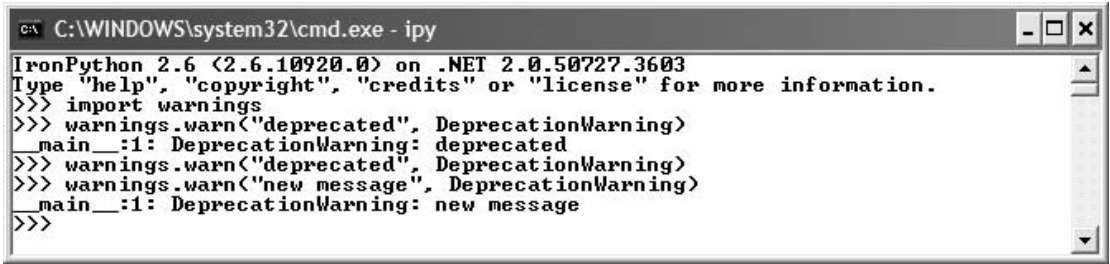 C:\WINDOWS\system32\cmd.exe - ipy
IronPython 2.6 (2.6.10920.0) on .NET 2.0.50727.3603
Type "help", "copyright", "credits" or "license" for more information.
>>> import warnings
>>> warnings.warn("deprecated", DeprecationWarning)
__main__:1: DeprecationWarning: deprecated
>>> warnings.warn("deprecated", DeprecationWarning)
>>> warnings.warn("new message", DeprecationWarning)
__main__:1: DeprecationWarning: new message
>>>